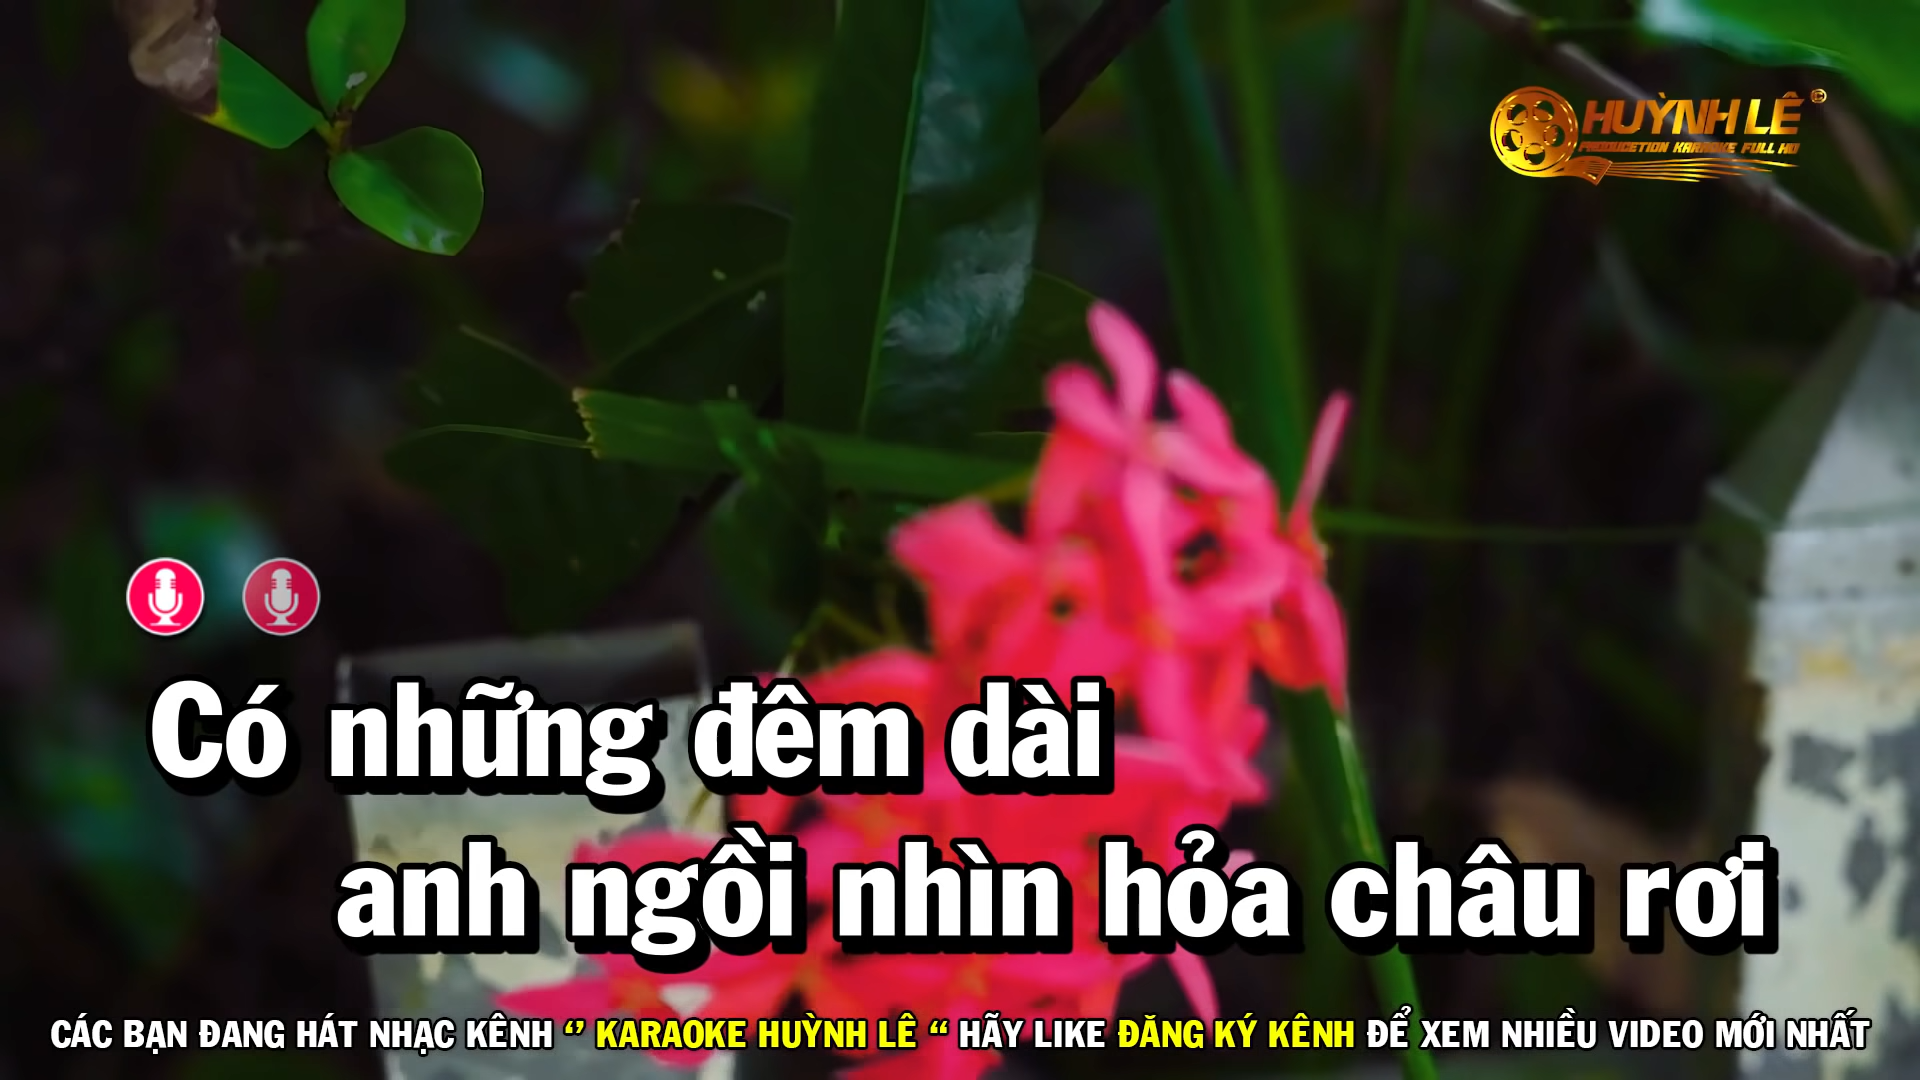 HUỲNH LÊ ©
PRODUCETION KARAOKE FULL HD
Có những đêm dài
anh ngồi nhìn hỏa châu rơi
CÁC BẠN ĐANG HÁT NHẠC KÊNH ‘’ KARAOKE HUỲNH LÊ “ HÃY LIKE ĐĂNG KÝ KÊNH ĐỂ XEM NHIỀU VIDEO MỚI NHẤT